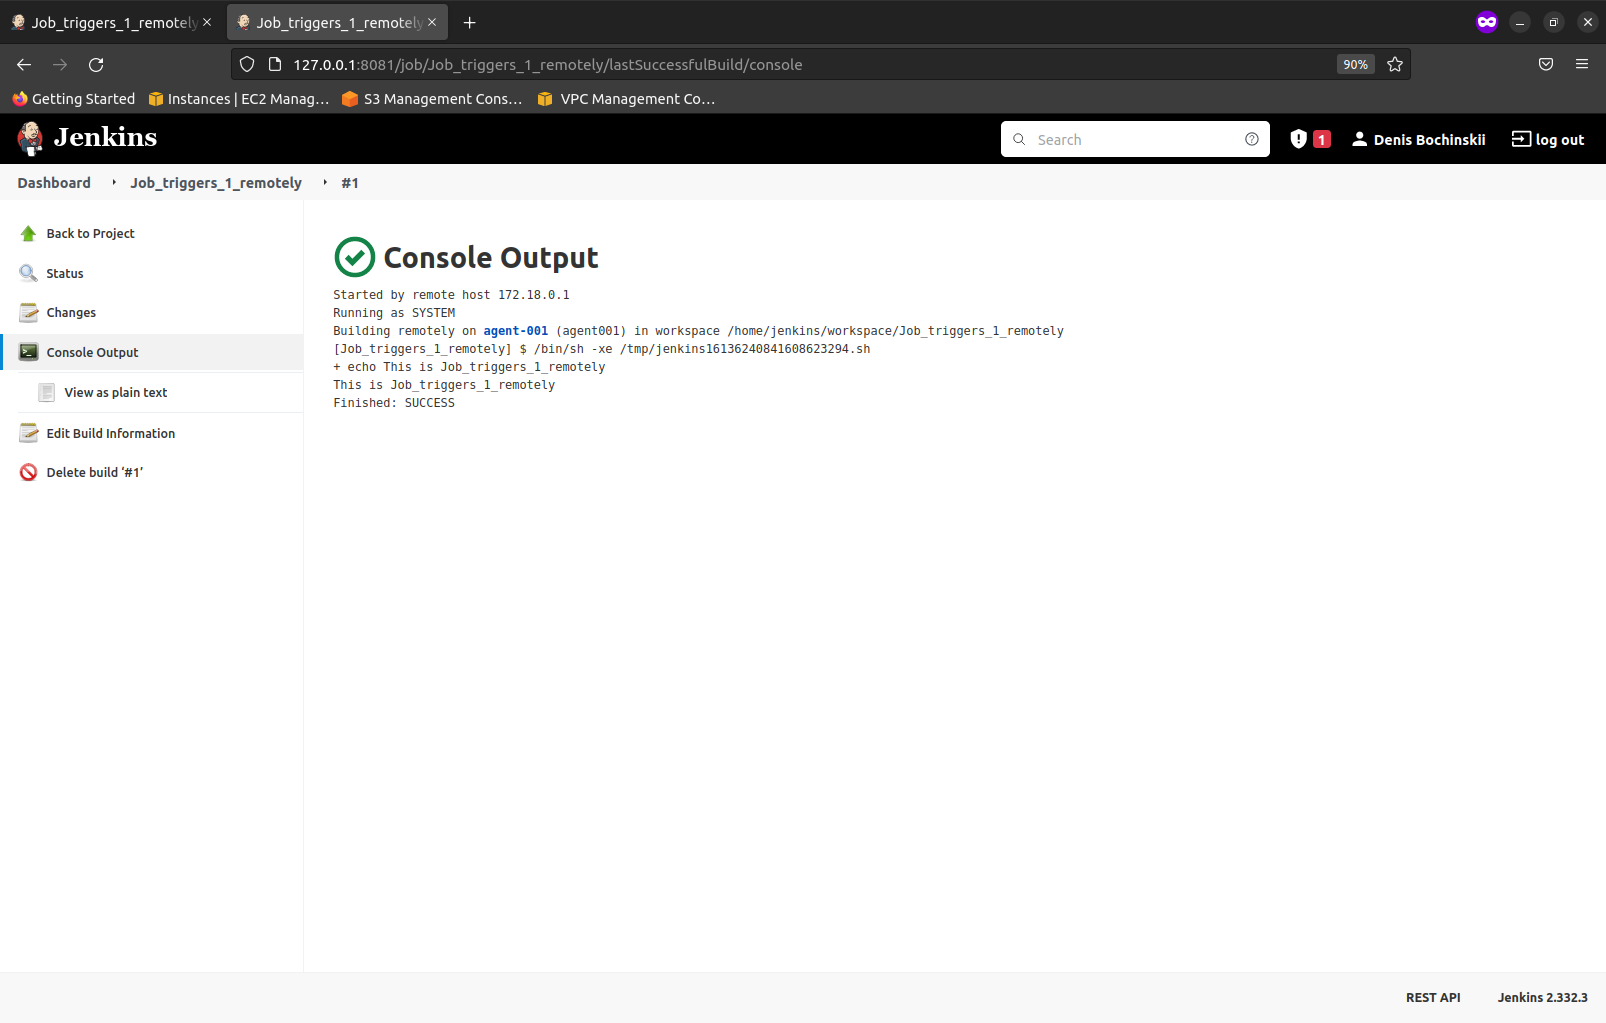 Job_triggers_1_remotely
Job_triggers_1_remotely
127.0.0.1:8081/job/Job_triggers_1_remotely/lastSuccessfulBuild/console
90%
Getting Started
Instances | EC2 Manag…
S3 Management Cons…
VPC Management Co…
Jenkins
Search
1
Denis Bochinskii
log out
Dashboard
Job_triggers_1_remotely
#1
Back to Project
Status
Changes
Console Output
View as plain text
Edit Build Information
Delete build ‘#1’
Console Output
Started by remote host 172.18.0.1
Running as SYSTEM
Building remotely on agent-001 (agent001) in workspace /home/jenkins/workspace/Job_triggers_1_remotely
[Job_triggers_1_remotely] $ /bin/sh -xe /tmp/jenkins16136240841608623294.sh
+ echo This is Job_triggers_1_remotely
This is Job_triggers_1_remotely
Finished: SUCCESS
REST API
Jenkins 2.332.3